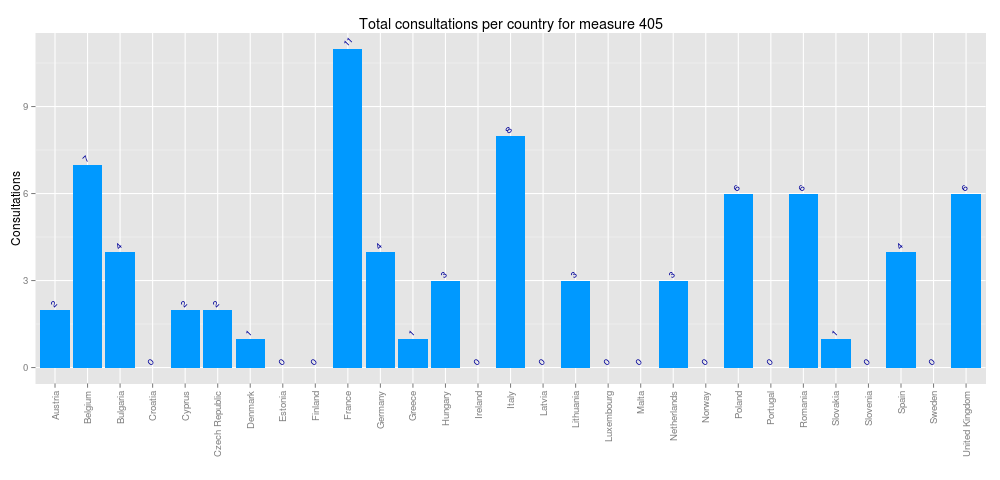 Total consultations per country for measure 405
Consultations
9
6
3
0
2
7
4
0
2
2
1
0
0
11
4
1
3
0
8
0
3
0
0
3
0
6
0
6
1
0
4
0
6
Austria
Belgium
Bulgaria
Croatia
Cyprus
Czech Republic
Denmark
Estonia
Finland
France
Germany
Greece
Hungary
Ireland
Italy
Latvia
Lithuania
Luxembourg
Malta
Netherlands
Norway
Poland
Portugal
Romania
Slovakia
Slovenia
Spain
Sweden
United Kingdom